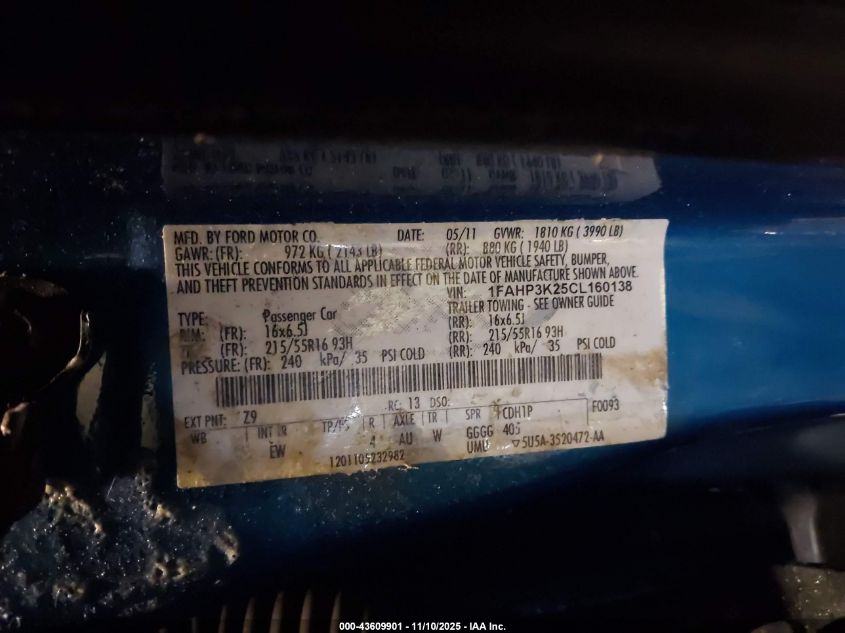 MFD. BY FORD MOTOR CO. DATE: 05/11 GVWR: 1810 KG ( 3990 LB)
GAWR: (FR): 972 KG ( 2143 LB) (RR): 880 KG ( 1940 LB)
THIS VEHICLE CONFORMS TO ALL APPLICABLE FEDERAL MOTOR VEHICLE SAFETY, BUMPER,
AND THEFT PREVENTION STANDARDS IN EFFECT ON THE DATE OF MANUFACTURE SHOWN ABOVE.
VIN: 1FAHP3K25CL160138
TYPE: Passenger Car TRAILER TOWING - SEE OWNER GUIDE
RIM: (FR): 16x6.5J (RR): 16x6.5J
(FR): 215/55R16 93H (RR): 215/55R16 93H
PRESSURE: (FR): 240 kPa/ 35 PSI COLD (RR): 240 kPa/ 35 PSI COLD
RC: 13 DSO: F0093
EXT PNT: Z9 FCDH1P
WB INT TR TP/PS R AXLE TR SPR
EW 4 AU W GGGG 405
1201105232982 UMD ▽5U5A-3520472-AA
000-43609901 - 11/10/2025 - IAA Inc.